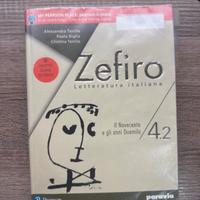 Alessandra Terrile
Paola Biglia
Cristina Terrile
Zefiro
Letteratura italiana
Il Novecento
e gli anni Duemila
4.2
paravia